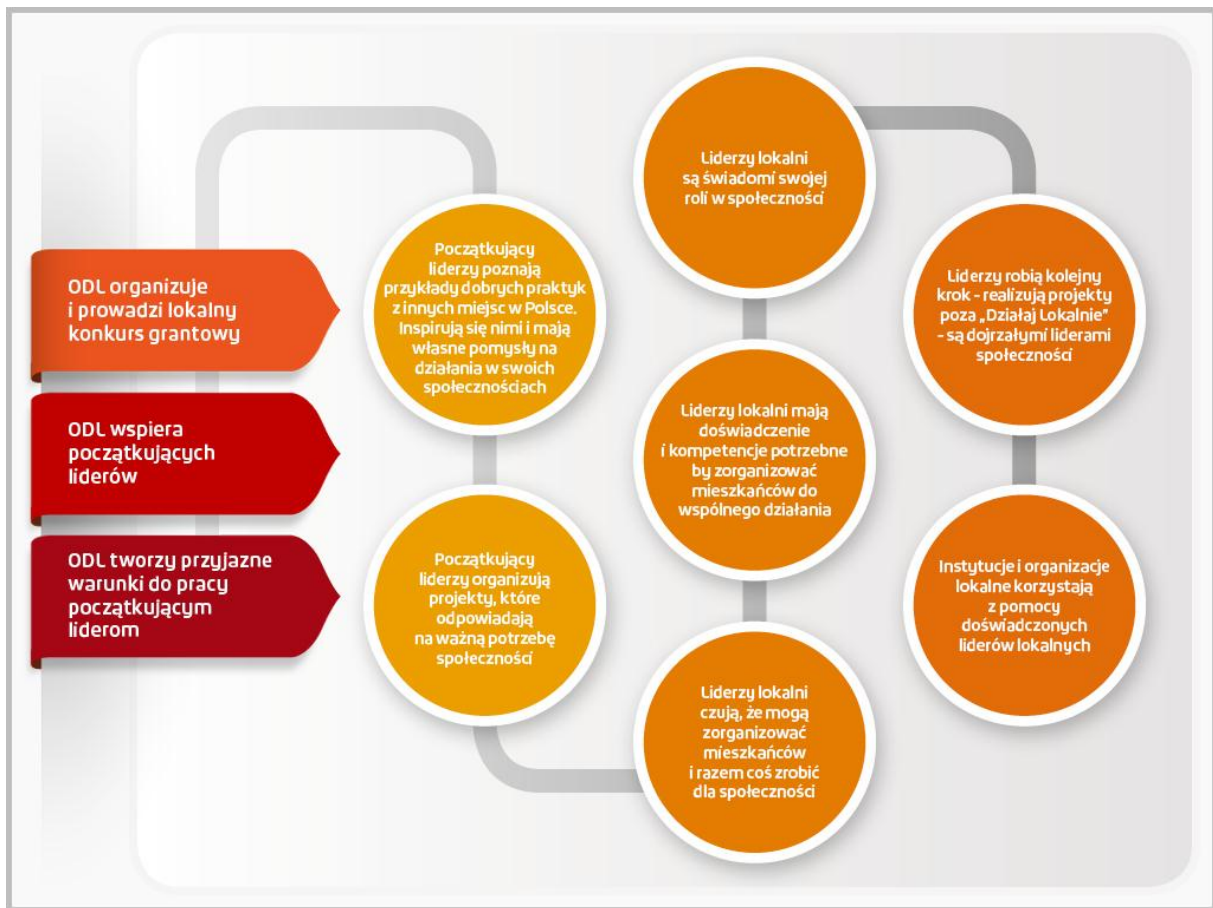 ODL organizuje
i prowadzi lokalny
konkurs grantowy
ODL wspiera
początkujących
liderów
ODL tworzy przyjazne
warunki do pracy
początkującym
liderom
Początkujący
liderzy poznają
przykłady dobrych praktyk
z innych miejsc w Polsce.
Inspirują się nimi i mają
własne pomysły na
działania w swoich
społecznościach
Początkujący
liderzy organizują
projekty, które
odpowiadają
na ważną potrzebę
społeczności
Liderzy lokalni
czują, że mogą
zorganizować
mieszkańców
i razem coś zrobić
dla społeczności
Liderzy lokalni mają
doświadczenie
i kompetencje potrzebne
by zorganizować
mieszkańców do
wspólnego działania
Liderzy lokalni
są świadomi swojej
roli w społeczności
Liderzy robią kolejny
krok - realizują projekty
poza „Działaj Lokalnie”
- są dojrzałymi liderami
społeczności
Instytucje i organizacje
lokalne korzystają
z pomocy
doświadczonych
liderów lokalnych